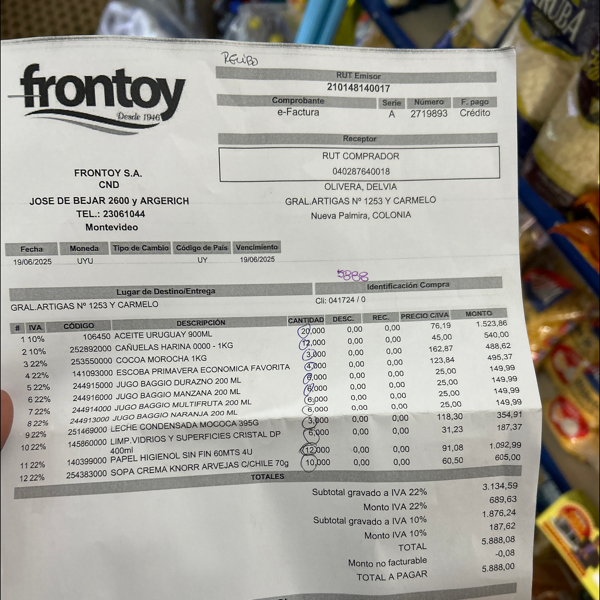 RECIBO
frontoy
Desde 1946
FRONTOY S.A.
CND
JOSE DE BEJAR 2600 y ARGERICH
TEL.: 23061044
Montevideo
RUT Emisor
210148140017
Comprobante Serie Número F. pago
e-Factura A 2719893 Crédito
Receptor
RUT COMPRADOR
040287640018
OLIVERA, DELVIA
GRAL.ARTIGAS Nº 1253 Y CARMELO
Nueva Palmira, COLONIA
Fecha Moneda Tipo de Cambio Código de País Vencimiento
19/06/2025 UYU UY 19/06/2025
5888
Lugar de Destino/Entrega Identificación Compra
GRAL.ARTIGAS Nº 1253 Y CARMELO Cli: 041724 / 0
# IVA CÓDIGO DESCRIPCIÓN CANTIDAD DESC. REC. PRECIO C/IVA MONTO
1 10% 106450 ACEITE URUGUAY 900ML 20,000 0,00 0,00 76,19 1.523,86
2 10% 252892000 CAÑUELAS HARINA 0000 - 1KG 12,000 0,00 0,00 45,00 540,00
3 22% 253550000 COCOA MOROCHA 1KG 3,000 0,00 0,00 162,87 488,62
4 22% 141093000 ESCOBA PRIMAVERA ECONOMICA FAVORITA 4,000 0,00 0,00 123,84 495,37
5 22% 244915000 JUGO BAGGIO DURAZNO 200 ML 6,000 0,00 0,00 25,00 149,99
6 22% 244916000 JUGO BAGGIO MANZANA 200 ML 6,000 0,00 0,00 25,00 149,99
7 22% 244914000 JUGO BAGGIO MULTIFRUTA 200 ML 6,000 0,00 0,00 25,00 149,99
8 22% 244913000 JUGO BAGGIO NARANJA 200 ML 6,000 0,00 0,00 25,00 149,99
9 22% 251469000 LECHE CONDENSADA MOCOCA 395G 3,000 0,00 0,00 118,30 354,91
10 22% 145860000 LIMP.VIDRIOS Y SUPERFICIES CRISTAL DP 6,000 0,00 0,00 31,23 187,37
400ml
11 22% 140399000 PAPEL HIGIENOL SIN FIN 60MTS 4U 12,000 0,00 0,00 91,08 1.092,99
12 22% 254383000 SOPA CREMA KNORR ARVEJAS C/CHILE 70g 10,000 0,00 0,00 60,50 605,00
TOTALES
Subtotal gravado a IVA 22% 3.134,59
Monto IVA 22% 689,63
Subtotal gravado a IVA 10% 1.876,24
Monto IVA 10% 187,62
TOTAL 5.888,08
Monto no facturable -0,08
TOTAL A PAGAR 5.888,00